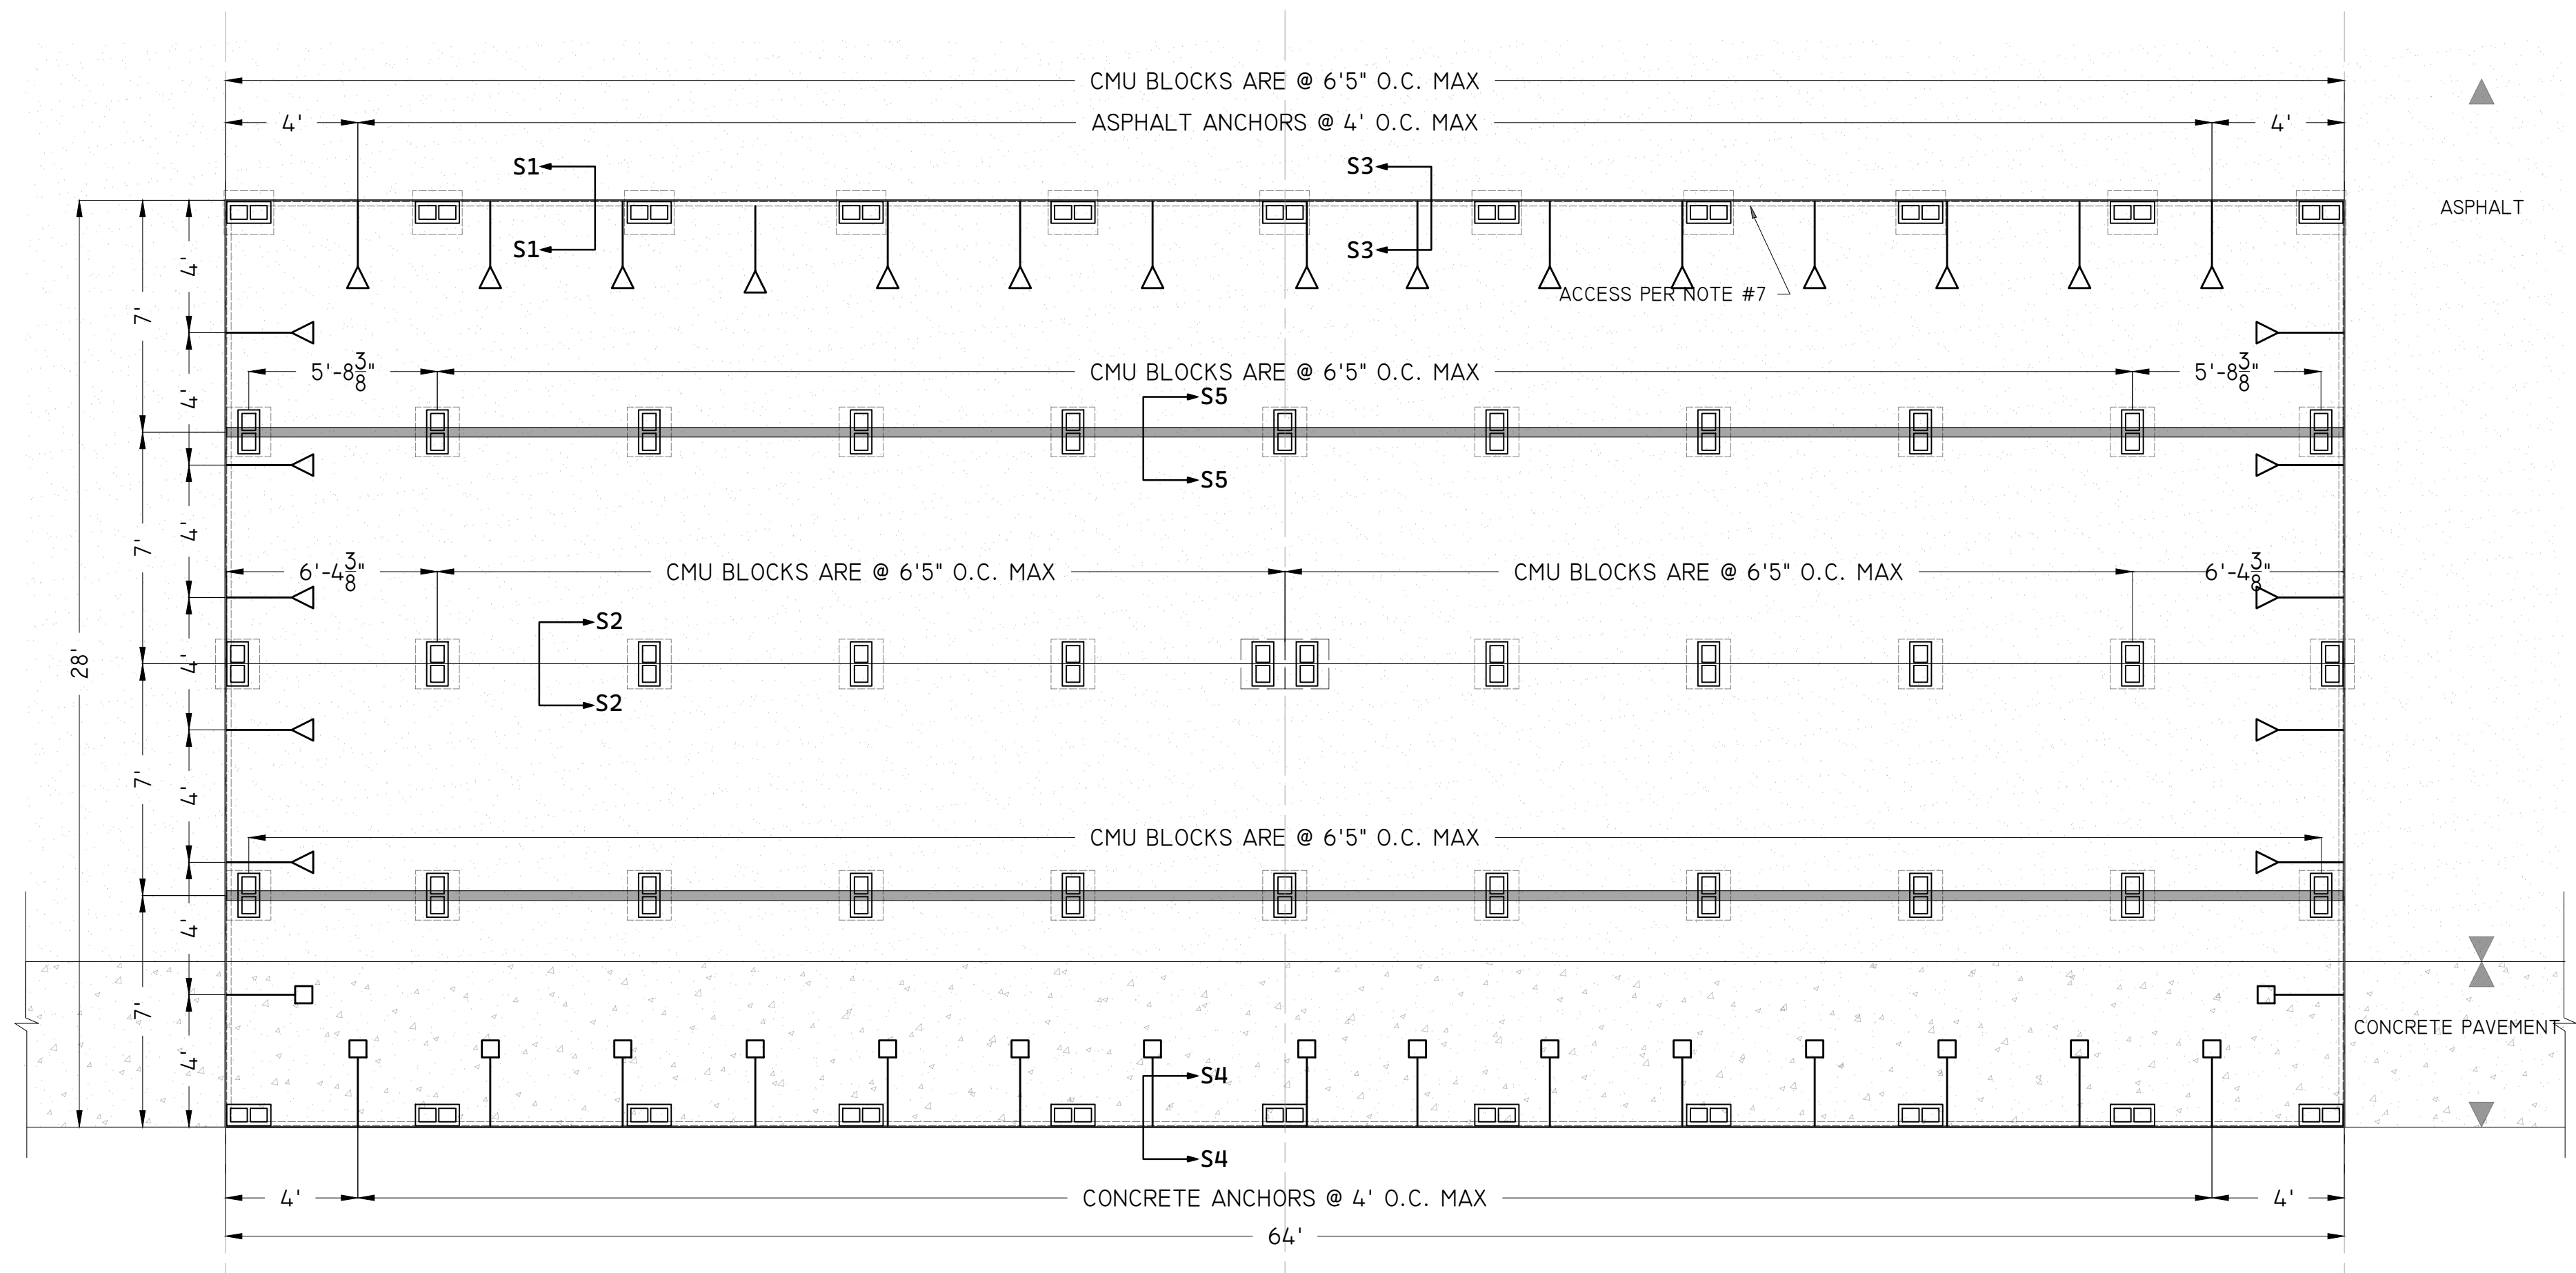 CMU BLOCKS ARE @ 6'5" O.C. MAX
4'
ASPHALT ANCHORS @ 4' O.C. MAX
4'
S1
S3
ASPHALT
S1
S3
4'
ACCESS PER NOTE #7
7'
5'-8 3/8"
CMU BLOCKS ARE @ 6'5" O.C. MAX
5'-8 3/8"
4'
S5
S5
4'
7'
6'-4 3/8"
CMU BLOCKS ARE @ 6'5" O.C. MAX
CMU BLOCKS ARE @ 6'5" O.C. MAX
6'-4 3/8"
S2
28'
4'
S2
7'
4'
CMU BLOCKS ARE @ 6'5" O.C. MAX
4'
7'
CONCRETE PAVEMENT
4'
S4
S4
4'
CONCRETE ANCHORS @ 4' O.C. MAX
4'
64'